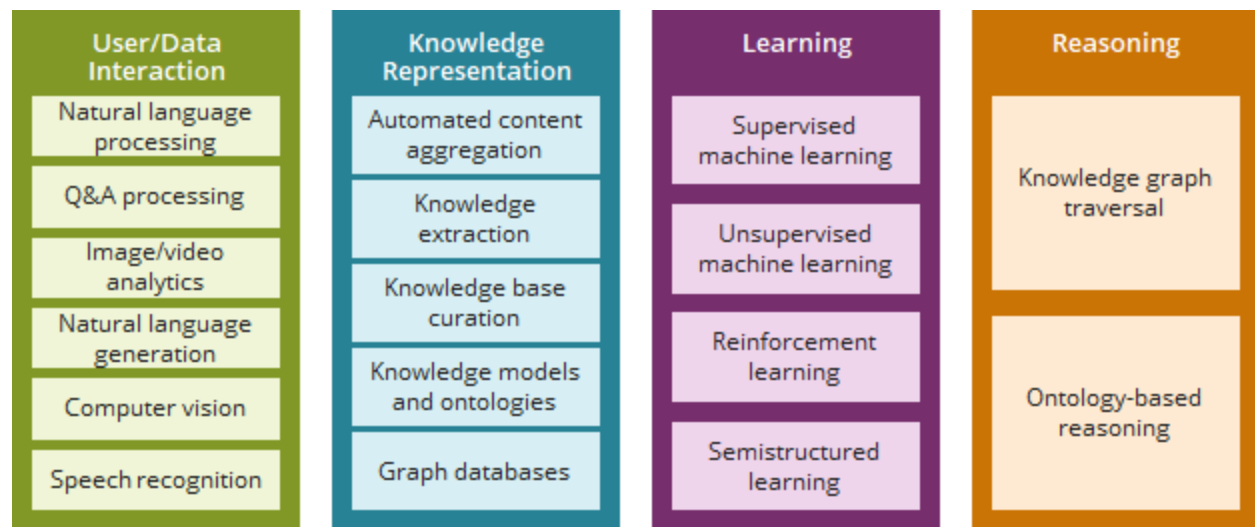 User/Data
Interaction
Natural language
processing
Q&A processing
Image/video
analytics
Natural language
generation
Computer vision
Speech recognition
Knowledge
Representation
Automated content
aggregation
Knowledge
extraction
Knowledge base
curation
Knowledge models
and ontologies
Graph databases
Learning
Supervised
machine learning
Unsupervised
machine learning
Reinforcement
learning
Semistructured
learning
Reasoning
Knowledge graph
traversal
Ontology-based
reasoning